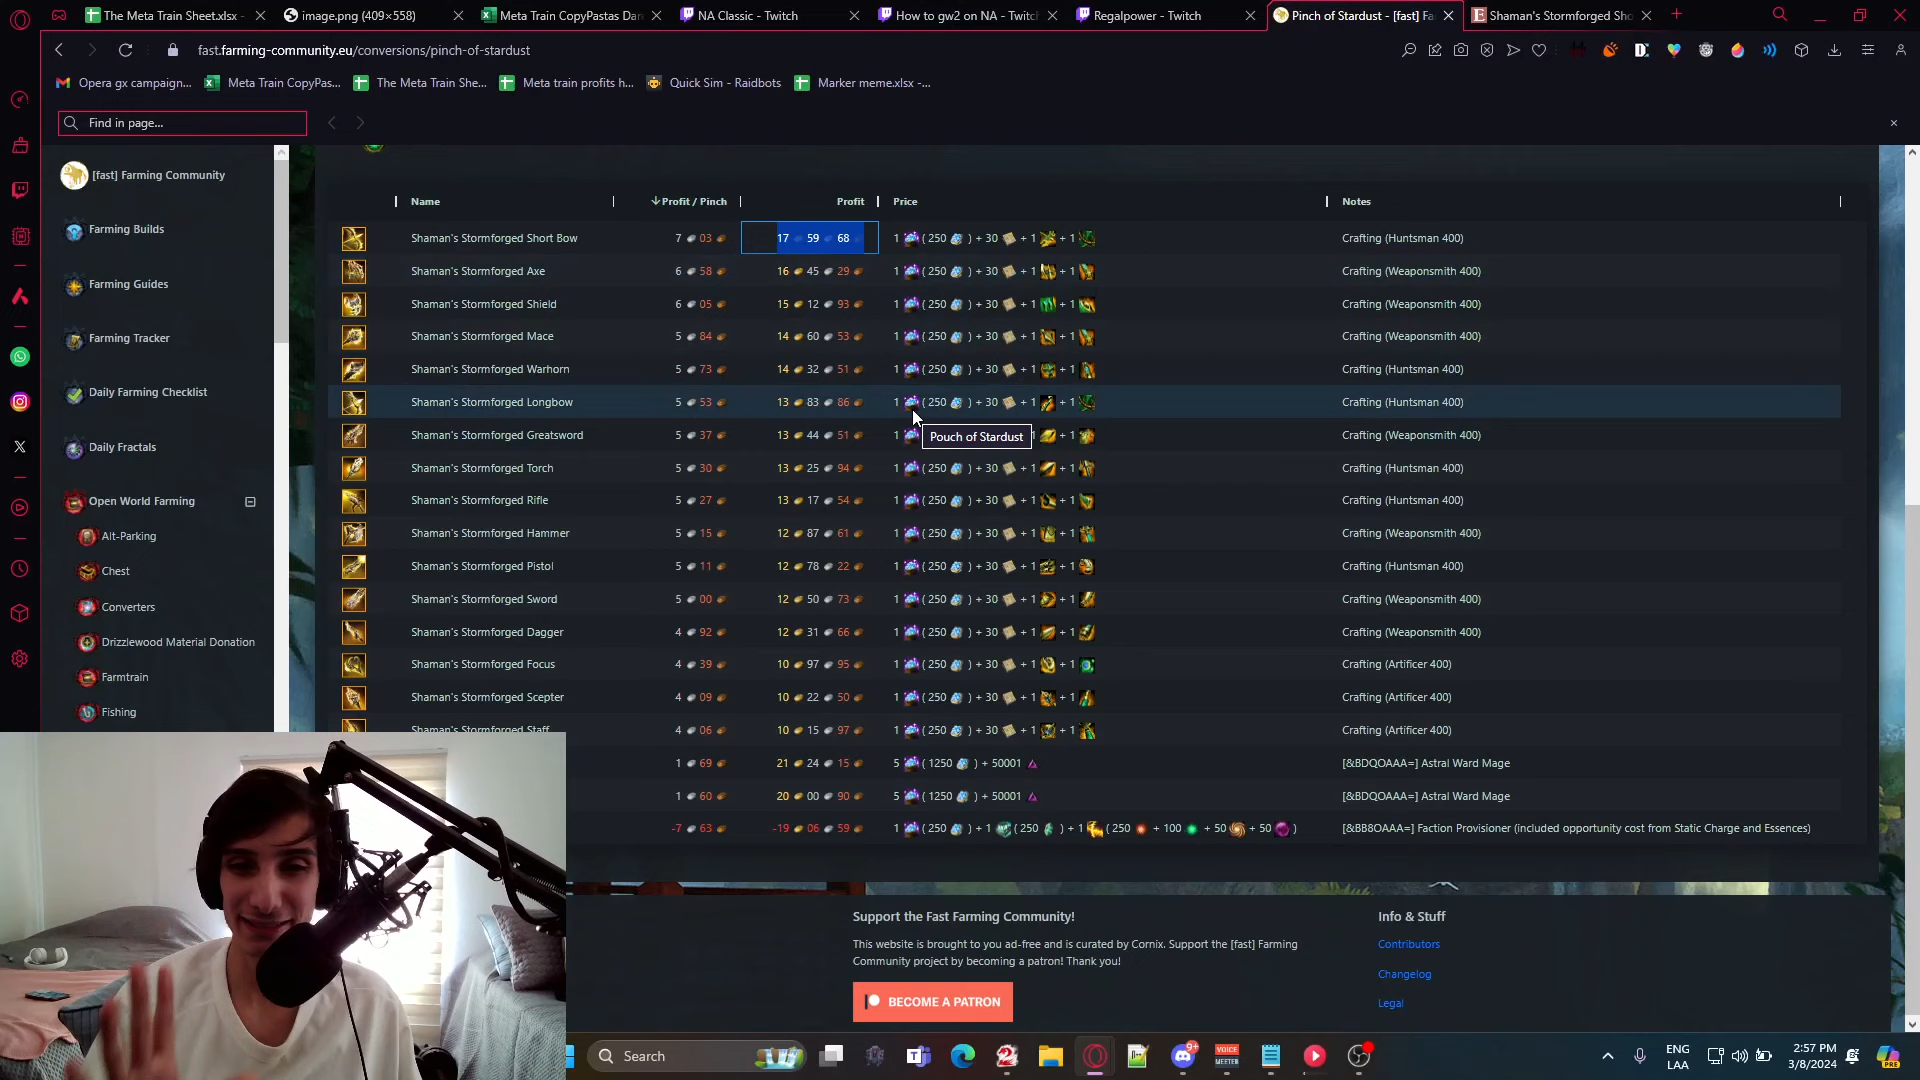 The Meta Train Sheet.xlsx -
image.png (409×558)
Meta Train CopyPastas Dar
NA Classic - Twitch
How to gw2 on NA - Twitc
Regalpower - Twitch
Pinch of Stardust - [fast] Fa
Shaman's Stormforged Sho
fast.farming-community.eu/conversions/pinch-of-stardust
Opera gx campaign...
Meta Train CopyPas...
The Meta Train She...
Meta train profits h...
Quick Sim - Raidbots
Marker meme.xlsx -...
Find in page...
[fast] Farming Community
Farming Builds
Farming Guides
Farming Tracker
Daily Farming Checklist
Daily Fractals
Open World Farming
Alt-Parking
Chest
Converters
Drizzlewood Material Donation
Farmtrain
Fishing
Name Profit / Pinch Profit Price Notes
Shaman's Stormforged Short Bow 7 03 17 59 68 1 ( 250 ) + 30 + 1 + 1 Crafting (Huntsman 400)
Shaman's Stormforged Axe 6 58 16 45 29 1 ( 250 ) + 30 + 1 + 1 Crafting (Weaponsmith 400)
Shaman's Stormforged Shield 6 05 15 12 93 1 ( 250 ) + 30 + 1 + 1 Crafting (Weaponsmith 400)
Shaman's Stormforged Mace 5 84 14 60 53 1 ( 250 ) + 30 + 1 + 1 Crafting (Weaponsmith 400)
Shaman's Stormforged Warhorn 5 73 14 32 51 1 ( 250 ) + 30 + 1 + 1 Crafting (Huntsman 400)
Shaman's Stormforged Longbow 5 53 13 83 86 1 ( 250 ) + 30 + 1 + 1 Crafting (Huntsman 400)
Shaman's Stormforged Greatsword 5 37 13 44 51 1 Pouch of Stardust + 1 + 1 Crafting (Weaponsmith 400)
Shaman's Stormforged Torch 5 30 13 25 94 1 ( 250 ) + 30 + 1 + 1 Crafting (Huntsman 400)
Shaman's Stormforged Rifle 5 27 13 17 54 1 ( 250 ) + 30 + 1 + 1 Crafting (Huntsman 400)
Shaman's Stormforged Hammer 5 15 12 87 61 1 ( 250 ) + 30 + 1 + 1 Crafting (Weaponsmith 400)
Shaman's Stormforged Pistol 5 11 12 78 22 1 ( 250 ) + 30 + 1 + 1 Crafting (Huntsman 400)
Shaman's Stormforged Sword 5 00 12 50 73 1 ( 250 ) + 30 + 1 + 1 Crafting (Weaponsmith 400)
Shaman's Stormforged Dagger 4 92 12 31 66 1 ( 250 ) + 30 + 1 + 1 Crafting (Weaponsmith 400)
Shaman's Stormforged Focus 4 39 10 97 95 1 ( 250 ) + 30 + 1 + 1 Crafting (Artificer 400)
Shaman's Stormforged Scepter 4 09 10 22 50 1 ( 250 ) + 30 + 1 + 1 Crafting (Artificer 400)
Shaman's Stormforged Staff 4 06 10 15 97 1 ( 250 ) + 30 + 1 + 1 Crafting (Artificer 400)
1 69 21 24 15 5 ( 1250 ) + 50001 [&BDQOAAA=] Astral Ward Mage
1 60 20 00 90 5 ( 1250 ) + 50001 [&BDQOAAA=] Astral Ward Mage
-7 63 -19 06 59 1 ( 250 ) + 1 ( 250 ) + 1 ( 250 + 100 + 50 + 50 ) [&BB8OAAA=] Faction Provisioner (included opportunity cost from Static Charge and Essences)
Support the Fast Farming Community!
This website is brought to you ad-free and is curated by Cornix. Support the [fast] Farming
Community project by becoming a patron! Thank you!
BECOME A PATRON
Info & Stuff
Contributors
Changelog
Legal
Search
9+
VOICE
MEETER
ENG
LAA
2:57 PM
3/8/2024
PRE